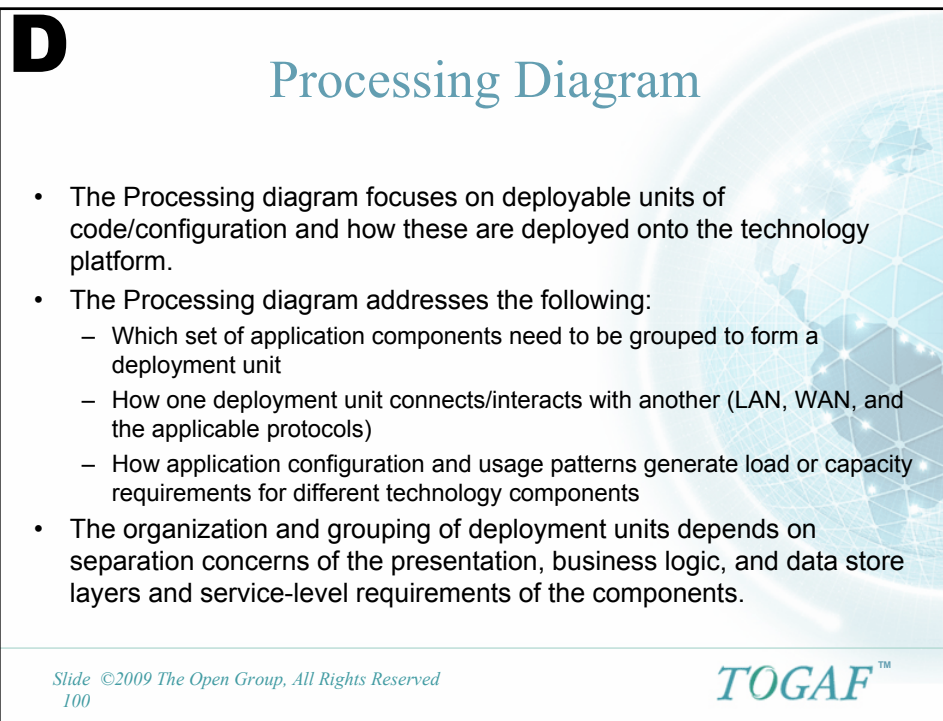 D
Processing Diagram
• The Processing diagram focuses on deployable units of
code/configuration and how these are deployed onto the technology
platform.
• The Processing diagram addresses the following:
– Which set of application components need to be grouped to form a
deployment unit
– How one deployment unit connects/interacts with another (LAN, WAN, and
the applicable protocols)
– How application configuration and usage patterns generate load or capacity
requirements for different technology components
• The organization and grouping of deployment units depends on
separation concerns of the presentation, business logic, and data store
layers and service-level requirements of the components.
Slide ©2009 The Open Group, All Rights Reserved
100
TOGAF™